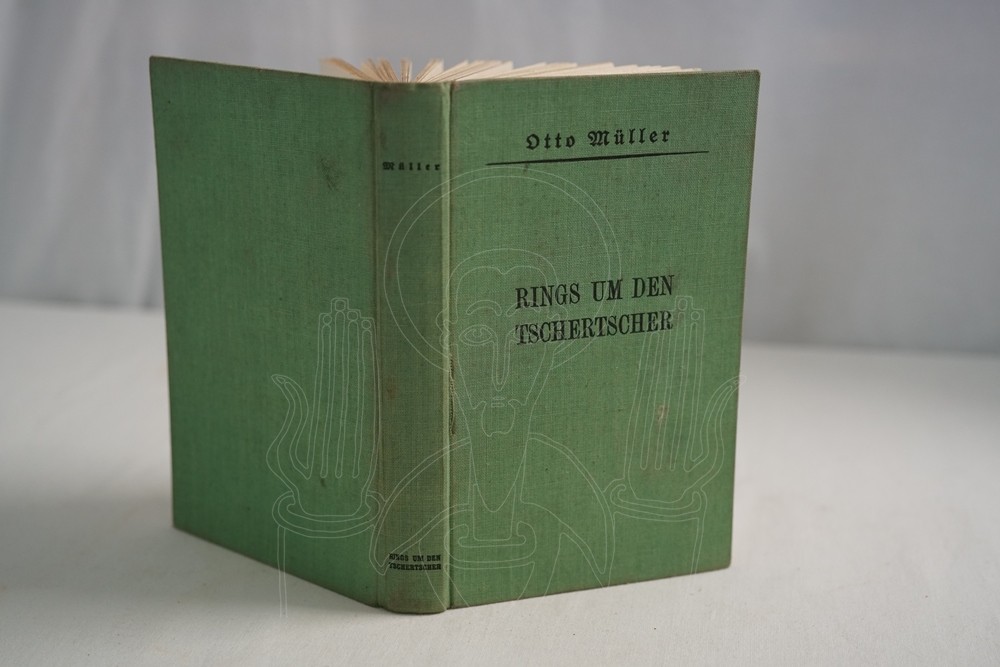 Müller
RINGS UM DEN
TSCHERTSCHER
Otto Müller
RINGS UM DEN
TSCHERTSCHER